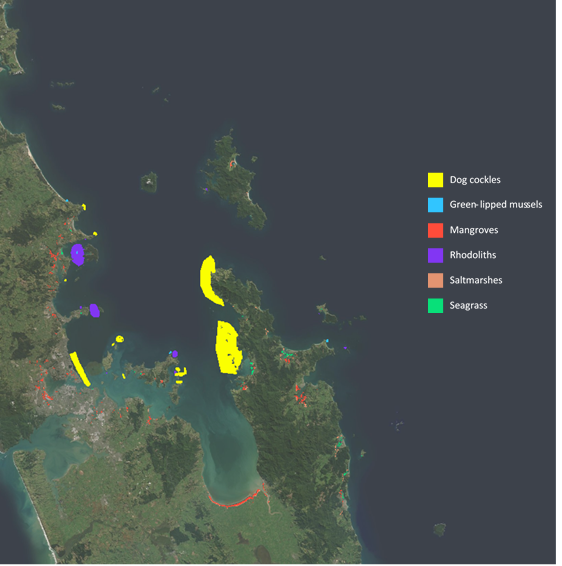 Dog cockles
Green-lipped mussels
Mangroves
Rhodoliths
Saltmarshes
Seagrass